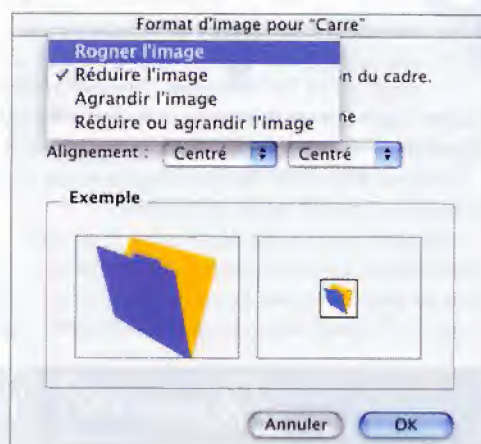 Format d'image pour "Carre"
Rogner l'image
✓ Réduire l'image
n du cadre.
Agrandir l'image
ne
Réduire ou agrandir l'image
Alignement : Centré Centré
Exemple
Annuler OK